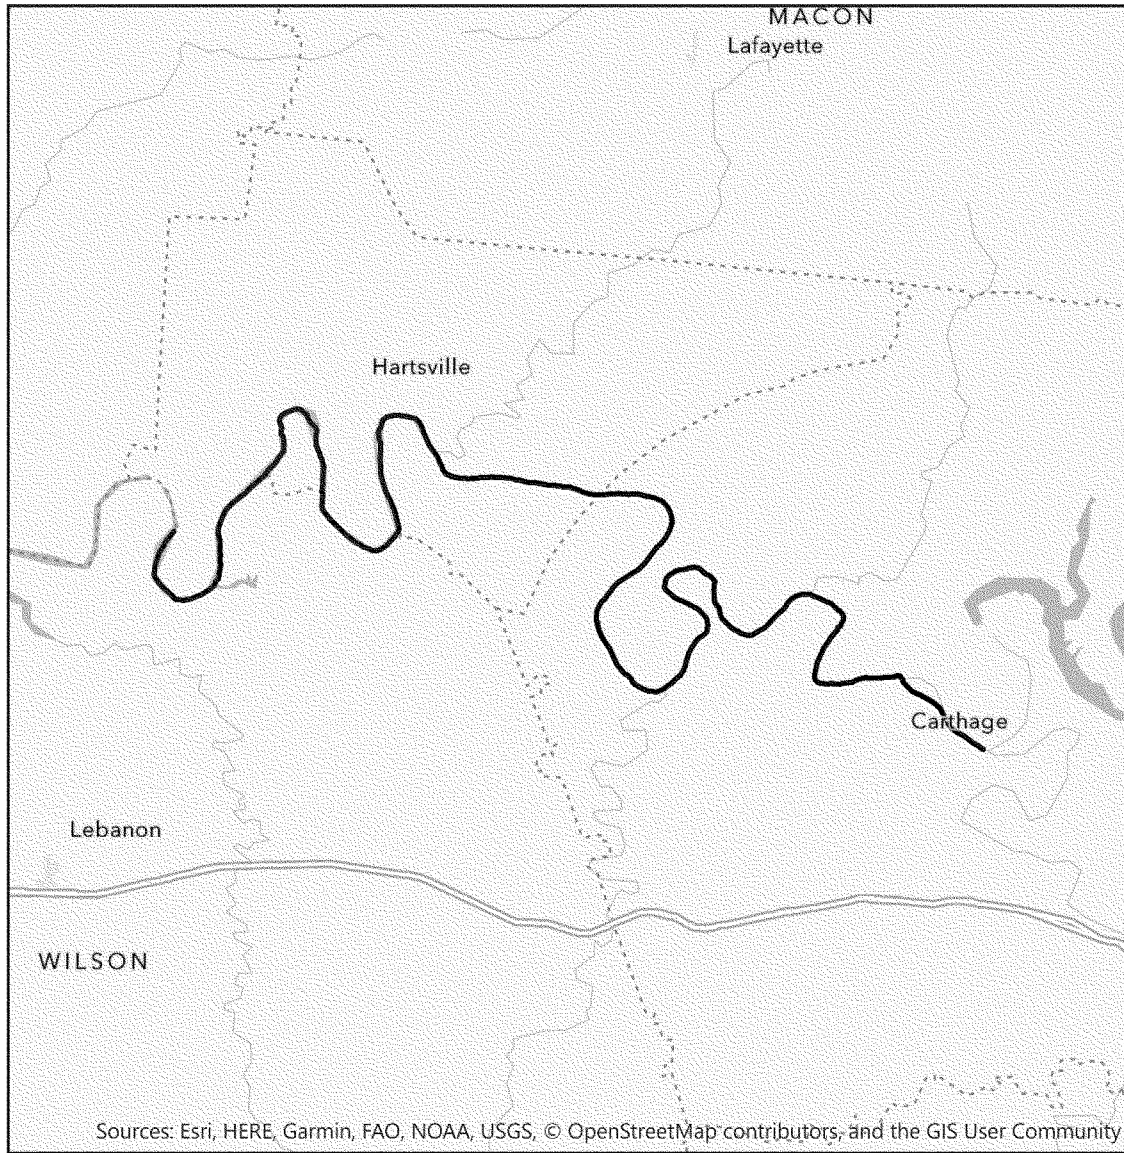 MACON
Lafayette
Hartsville
Carthage
Lebanon
WILSON
Sources: Esri, HERE, Garmin, FAO, NOAA, USGS, © OpenStreetMap contributors, and the GIS User Community